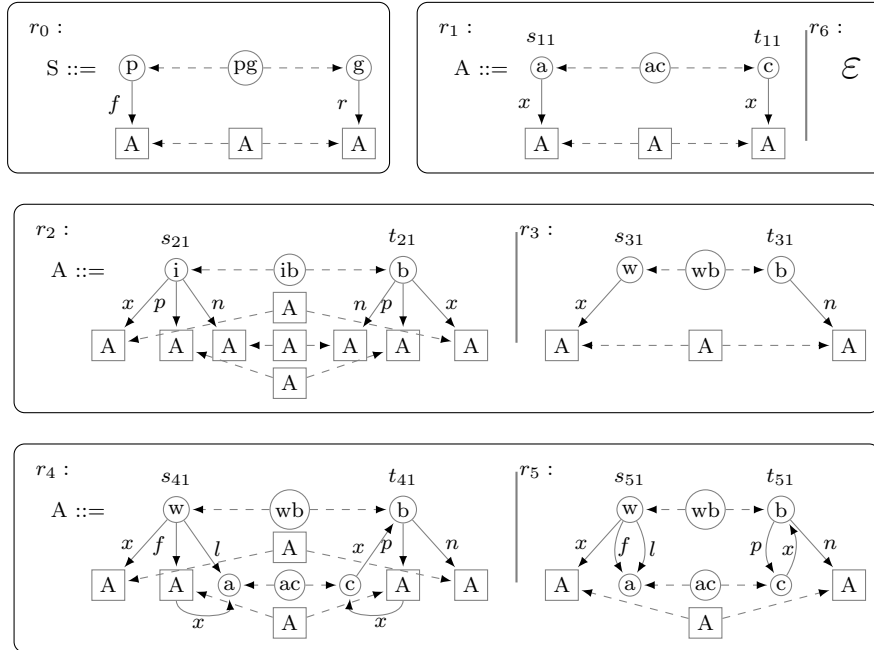 r0 : r1 : r6 :
s11 t11
S ::= p pg g A ::= a ac c ε
f r x x
A A A A A A
r2 : r3 :
s21 t21 s31 t31
A ::= i ib b w wb b
x p n A n p x x n
A A A A A A A A A A
A
r4 : r5 :
s41 t41 s51 t51
A ::= w wb b w wb b
x f l A x p n x f l p x n
A A a ac c A A A a ac c A
x A x A